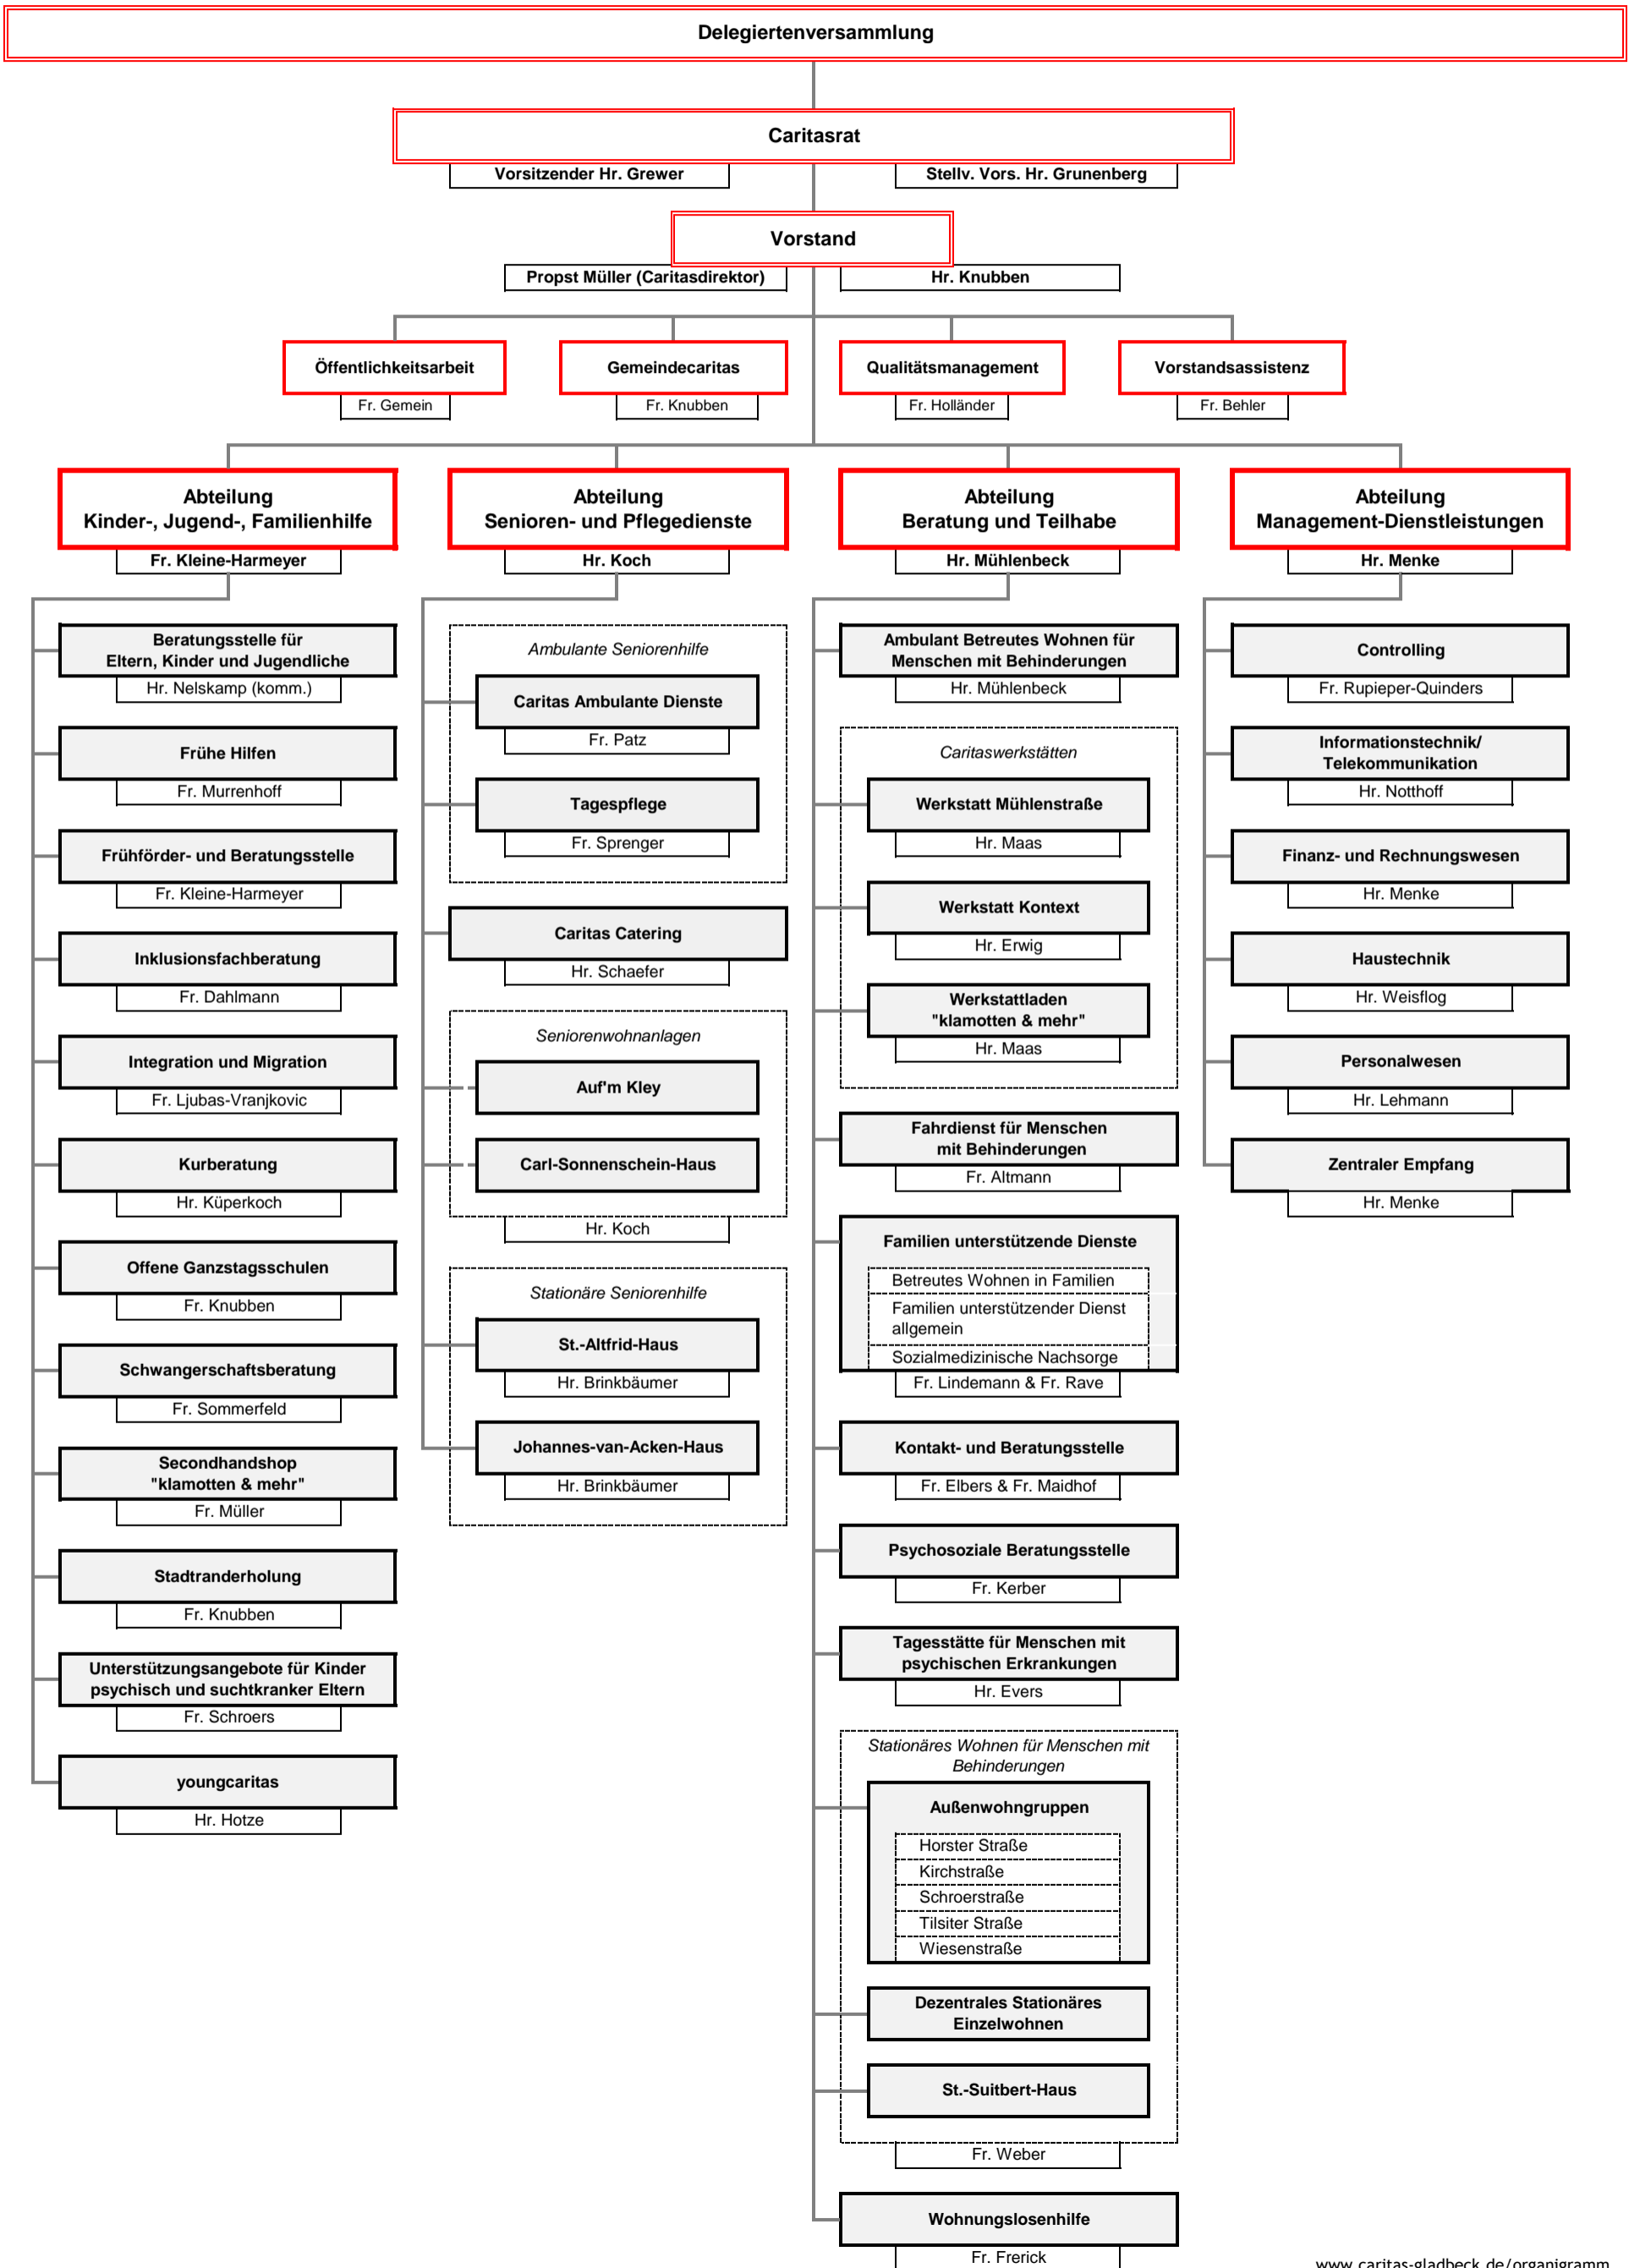 Delegiertenversammlung
Caritasrat
Vorsitzender Hr. Grewer
Stellv. Vors. Hr. Grunenberg
Vorstand
Propst Müller (Caritasdirektor)
Hr. Knubben
Öffentlichkeitsarbeit
Fr. Gemein
Gemeindecaritas
Fr. Knubben
Qualitätsmanagement
Fr. Holländer
Vorstandsassistenz
Fr. Behler
Abteilung
Kinder-, Jugend-, Familienhilfe
Fr. Kleine-Harmeyer
Beratungsstelle für
Eltern, Kinder und Jugendliche
Hr. Nelskamp (komm.)
Frühe Hilfen
Fr. Murrenhoff
Frühförder- und Beratungsstelle
Fr. Kleine-Harmeyer
Inklusionsfachberatung
Fr. Dahlmann
Integration und Migration
Fr. Ljubas-Vranjkovic
Kurberatung
Hr. Küperkoch
Offene Ganzstagsschulen
Fr. Knubben
Schwangerschaftsberatung
Fr. Sommerfeld
Secondhandshop
"klamotten & mehr"
Fr. Müller
Stadtranderholung
Fr. Knubben
Unterstützungsangebote für Kinder
psychisch und suchtkranker Eltern
Fr. Schroers
youngcaritas
Hr. Hotze
Abteilung
Senioren- und Pflegedienste
Hr. Koch
Ambulante Seniorenhilfe
Caritas Ambulante Dienste
Fr. Patz
Tagespflege
Fr. Sprenger
Caritas Catering
Hr. Schaefer
Seniorenwohnanlagen
Auf'm Kley
Carl-Sonnenschein-Haus
Hr. Koch
Stationäre Seniorenhilfe
St.-Altfrid-Haus
Hr. Brinkbäumer
Johannes-van-Acken-Haus
Hr. Brinkbäumer
Abteilung
Beratung und Teilhabe
Hr. Mühlenbeck
Ambulant Betreutes Wohnen für
Menschen mit Behinderungen
Hr. Mühlenbeck
Caritaswerkstätten
Werkstatt Mühlenstraße
Hr. Maas
Werkstatt Kontext
Hr. Erwig
Werkstattladen
"klamotten & mehr"
Hr. Maas
Fahrdienst für Menschen
mit Behinderungen
Fr. Altmann
Familien unterstützende Dienste
Betreutes Wohnen in Familien
Familien unterstützender Dienst
allgemein
Sozialmedizinische Nachsorge
Fr. Lindemann & Fr. Rave
Kontakt- und Beratungsstelle
Fr. Elbers & Fr. Maidhof
Psychosoziale Beratungsstelle
Fr. Kerber
Tagesstätte für Menschen mit
psychischen Erkrankungen
Hr. Evers
Stationäres Wohnen für Menschen mit
Behinderungen
Außenwohngruppen
Horster Straße
Kirchstraße
Schroerstraße
Tilsiter Straße
Wiesenstraße
Dezentrales Stationäres
Einzelwohnen
St.-Suitbert-Haus
Fr. Weber
Wohnungslosenhilfe
Fr. Frerick
Abteilung
Management-Dienstleistungen
Hr. Menke
Controlling
Fr. Rupieper-Quinders
Informationstechnik/
Telekommunikation
Hr. Notthoff
Finanz- und Rechnungswesen
Hr. Menke
Haustechnik
Hr. Weisflog
Personalwesen
Hr. Lehmann
Zentraler Empfang
Hr. Menke
www.caritas-gladbeck.de/organigramm